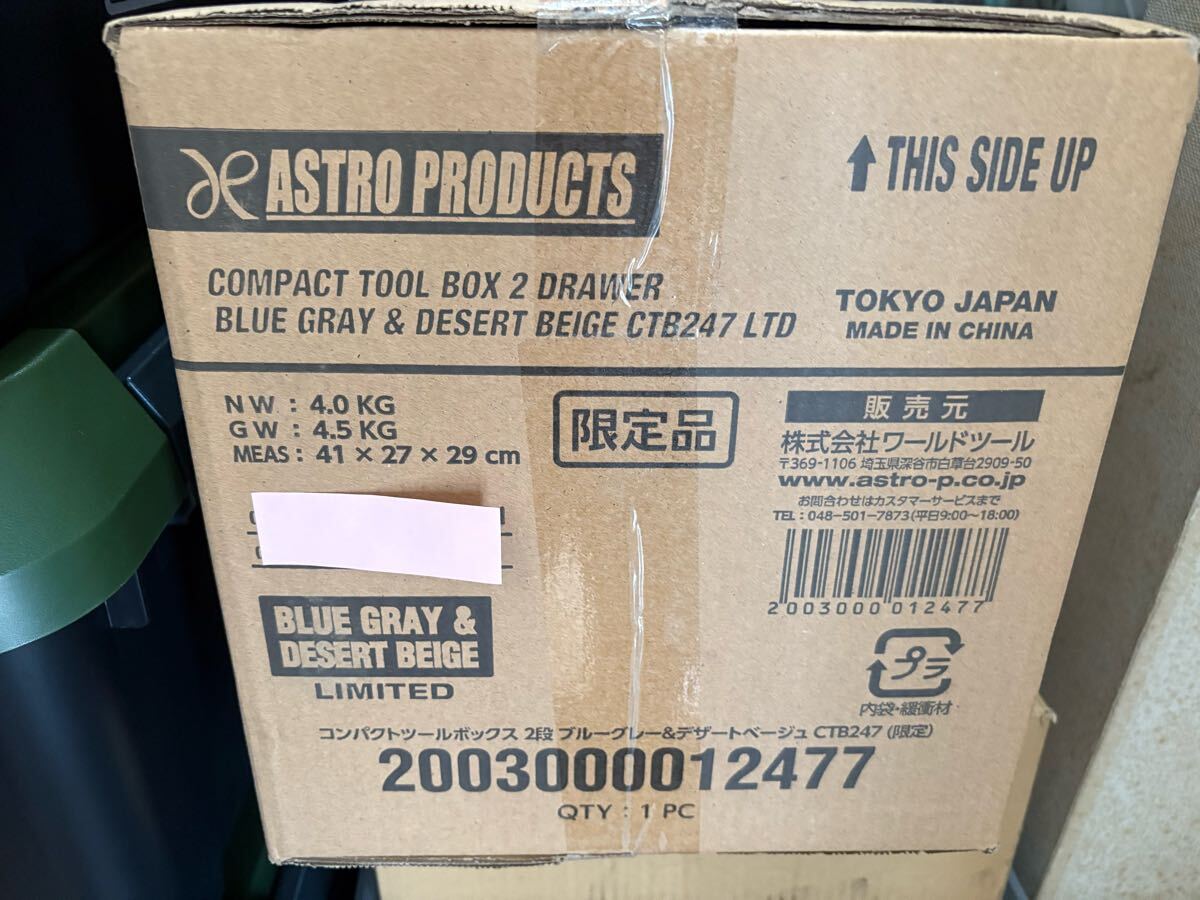 ASTRO PRODUCTS
↑THIS SIDE UP
COMPACT TOOL BOX 2 DRAWER
BLUE GRAY & DESERT BEIGE CTB247 LTD
TOKYO JAPAN
MADE IN CHINA
NW : 4.0 KG
GW : 4.5 KG
MEAS : 41 × 27 × 29 cm
限定品
販売元
株式会社ワールドツール
〒369-1106 埼玉県深谷市白草台2909-50
www.astro-p.co.jp
お問合わせはカスタマーサービスまで
TEL : 048-501-7873(平日9:00~18:00)
2003000012477
プラ
内袋・緩衝材
BLUE GRAY &
DESERT BEIGE
LIMITED
コンパクトツールボックス 2段 ブルーグレー&デザートベージュ CTB247 (限定)
2003000012477
QTY : 1 PC